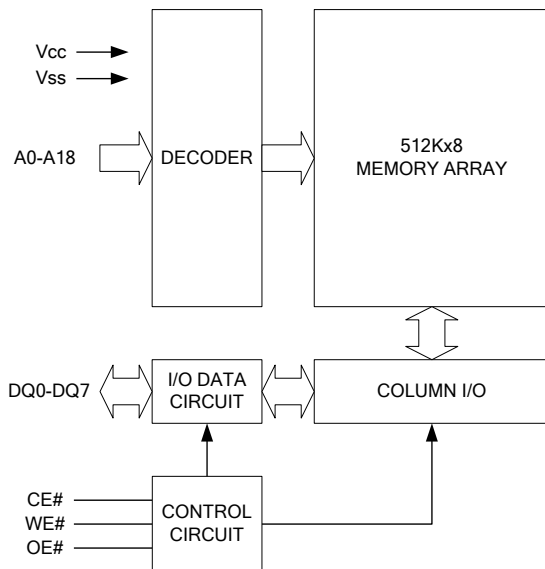 Vcc
Vss
A0-A18
DECODER
512Kx8
MEMORY ARRAY
DQ0-DQ7
I/O DATA
CIRCUIT
COLUMN I/O
CE#
WE#
OE#
CONTROL
CIRCUIT